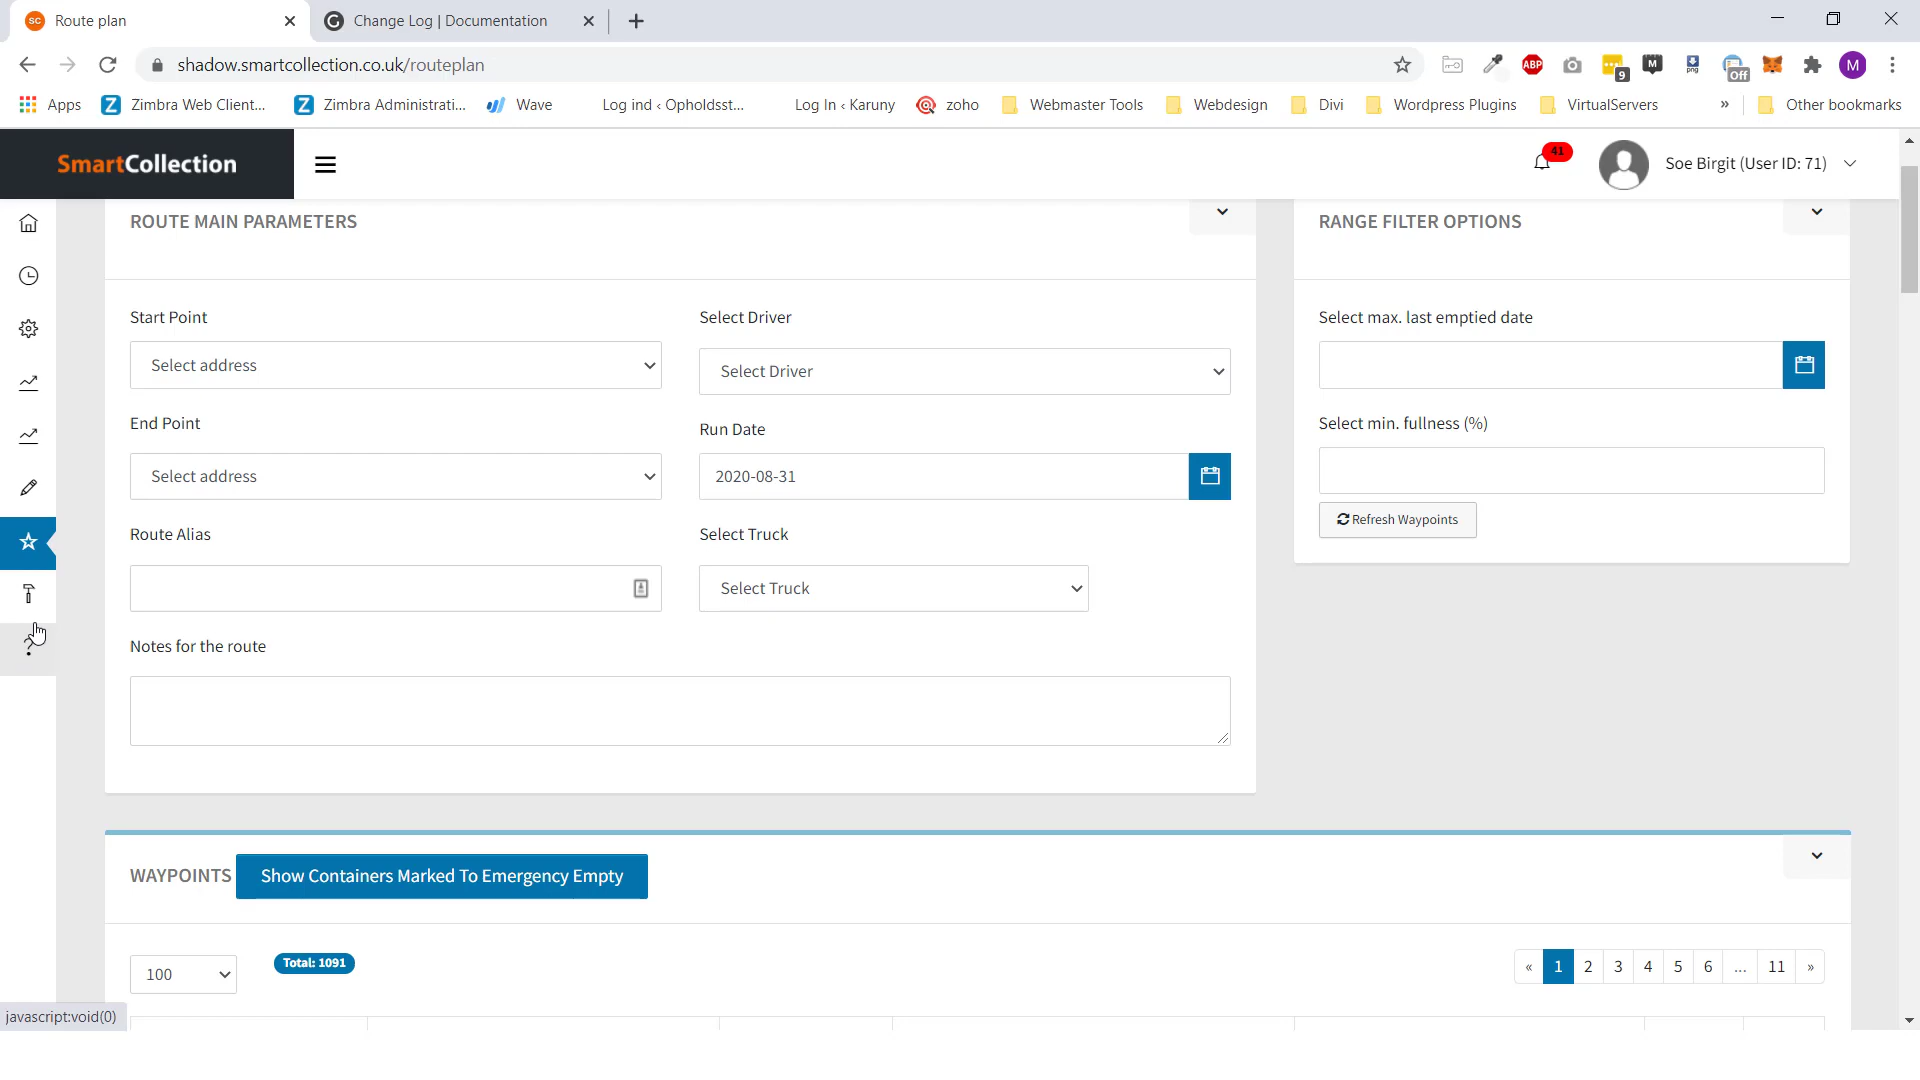 SC Route plan
Change Log | Documentation
shadow.smartcollection.co.uk/routeplan
ABP
9
M
png
Off
M
Apps
Z Zimbra Web Client...
Z Zimbra Administrati...
Wave
Log ind ‹ Opholdsst...
Log In ‹ Karuny
zoho
Webmaster Tools
Webdesign
Divi
Wordpress Plugins
VirtualServers
»
Other bookmarks
SmartCollection
41
Soe Birgit (User ID: 71)
ROUTE MAIN PARAMETERS
RANGE FILTER OPTIONS
Start Point
Select address
Select Driver
Select Driver
Select max. last emptied date
End Point
Select address
Run Date
2020-08-31
Select min. fullness (%)
Refresh Waypoints
Route Alias
Select Truck
Select Truck
Notes for the route
WAYPOINTS
Show Containers Marked To Emergency Empty
100
Total: 1091
« 1 2 3 4 5 6 ... 11 »
javascript:void(0)